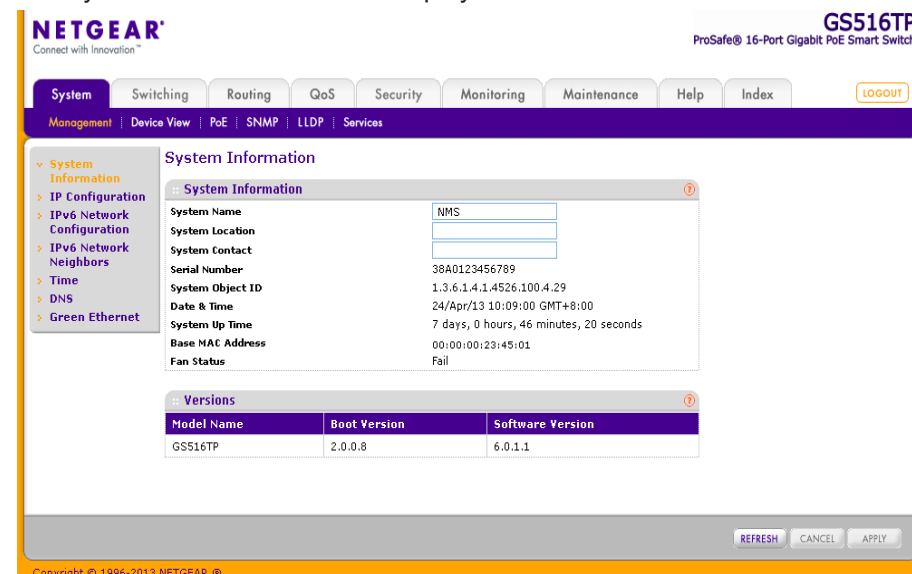 NETGEAR®
Connect with Innovation™
GS516TP
ProSafe® 16-Port Gigabit PoE Smart Switch
System Switching Routing QoS Security Monitoring Maintenance Help Index LOGOUT
Management Device View PoE SNMP LLDP Services
System Information
IP Configuration
IPv6 Network Configuration
IPv6 Network Neighbors
Time
DNS
Green Ethernet
System Information
:: System Information
System Name NMS
System Location
System Contact
Serial Number 38A0123456789
System Object ID 1.3.6.1.4.1.4526.100.4.29
Date & Time 24/Apr/13 10:09:00 GMT+8:00
System Up Time 7 days, 0 hours, 46 minutes, 20 seconds
Base MAC Address 00:00:00:23:45:01
Fan Status Fail
:: Versions
Model Name Boot Version Software Version
GS516TP 2.0.0.8 6.0.1.1
REFRESH CANCEL APPLY
Copyright © 1996-2013 NETGEAR ®